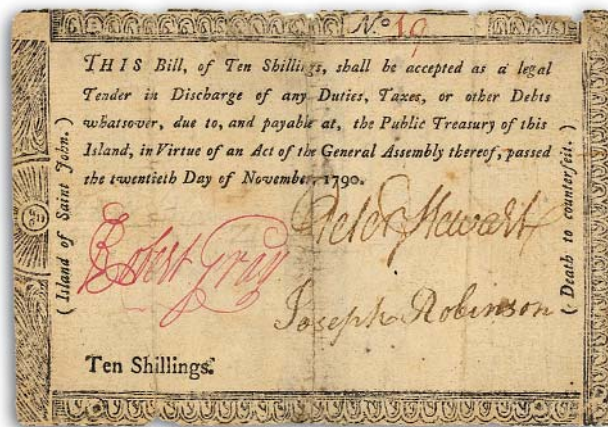 No 19
THIS Bill, of Ten Shillings, shall be accepted as a legal
Tender in Discharge of any Duties, Taxes, or other Debts
whatsover, due to, and payable at, the Public Treasury of this
Island, in Virtue of an Act of the General Assembly thereof, passed
the twentieth Day of November, 1790.
(Island of Saint John.)
(Death to counterfeit.)
Robert Gray
Peter Stewart
Joseph Robinson
Ten Shillings.